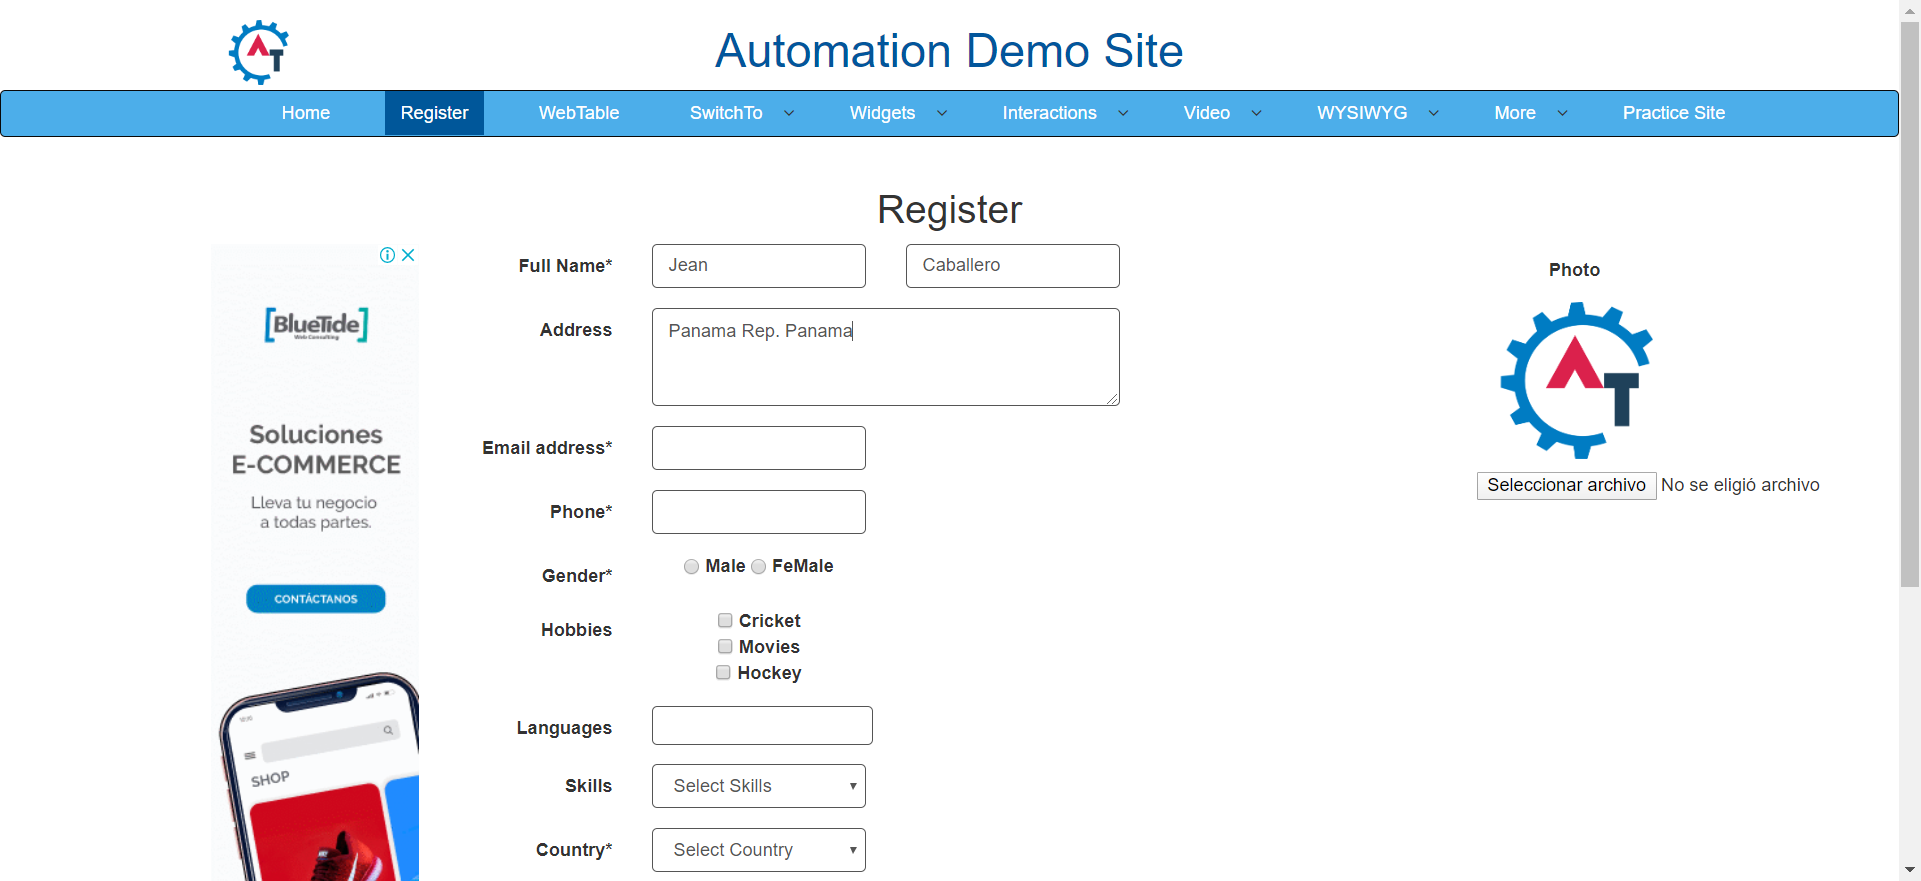 Automation Demo Site
Home Register WebTable SwitchTo Widgets Interactions Video WYSIWYG More Practice Site
Register
Full Name* Jean Caballero
Address Panama Rep. Panama
Email address*
Phone*
Gender* Male FeMale
Hobbies Cricket
Movies
Hockey
Languages
Skills Select Skills
Country* Select Country
Photo
AT
Seleccionar archivo No se eligió archivo
[BlueTide]
Web Consulting
Soluciones
E-COMMERCE
Lleva tu negocio
a todas partes.
CONTÁCTANOS
SHOP